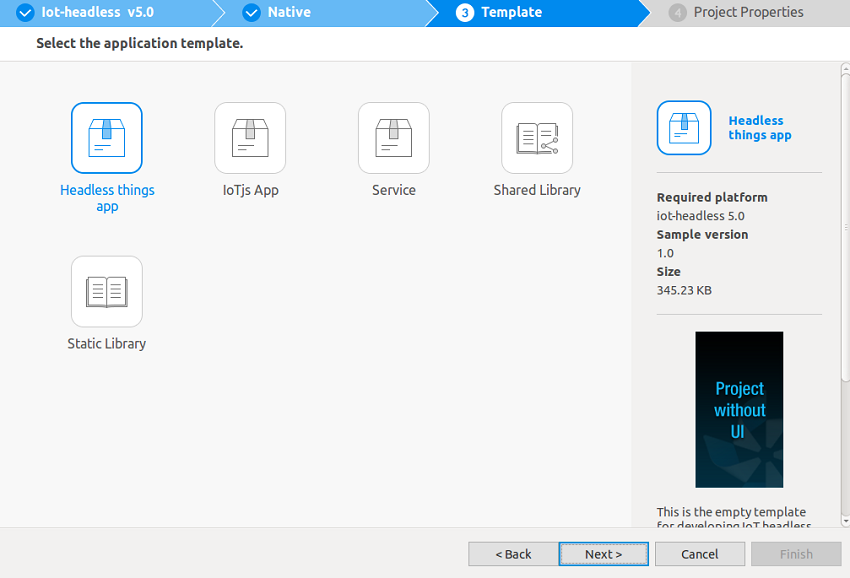 Iot-headless v5.0
Native
3 Template
4 Project Properties
Select the application template.
Headless things
app
IoTjs App
Service
Shared Library
Static Library
Headless
things app
Required platform
iot-headless 5.0
Sample version
1.0
Size
345.23 KB
Project
without
UI
This is the empty template
for developing IoT headless
< Back
Next >
Cancel
Finish